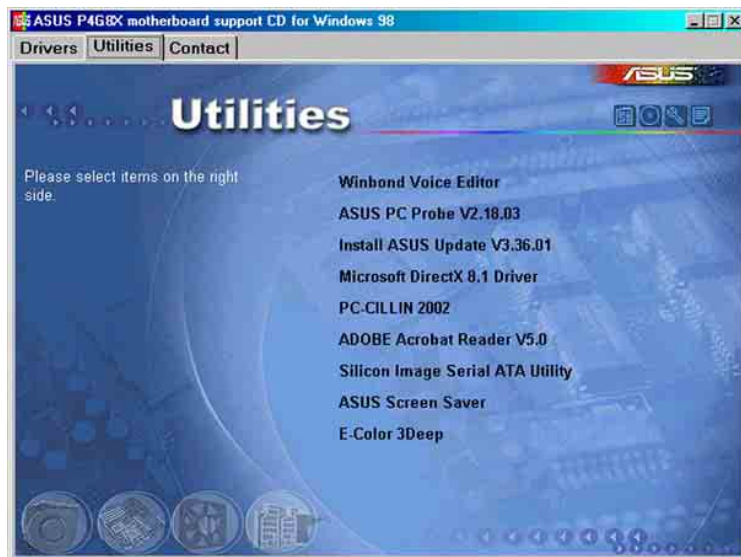 ASUS P4G8X motherboard support CD for Windows 98
Drivers Utilities Contact
ASUS
Utilities
Please select items on the right
side.
Winbond Voice Editor
ASUS PC Probe V2.18.03
Install ASUS Update V3.36.01
Microsoft DirectX 8.1 Driver
PC-CILLIN 2002
ADOBE Acrobat Reader V5.0
Silicon Image Serial ATA Utility
ASUS Screen Saver
E-Color 3Deep